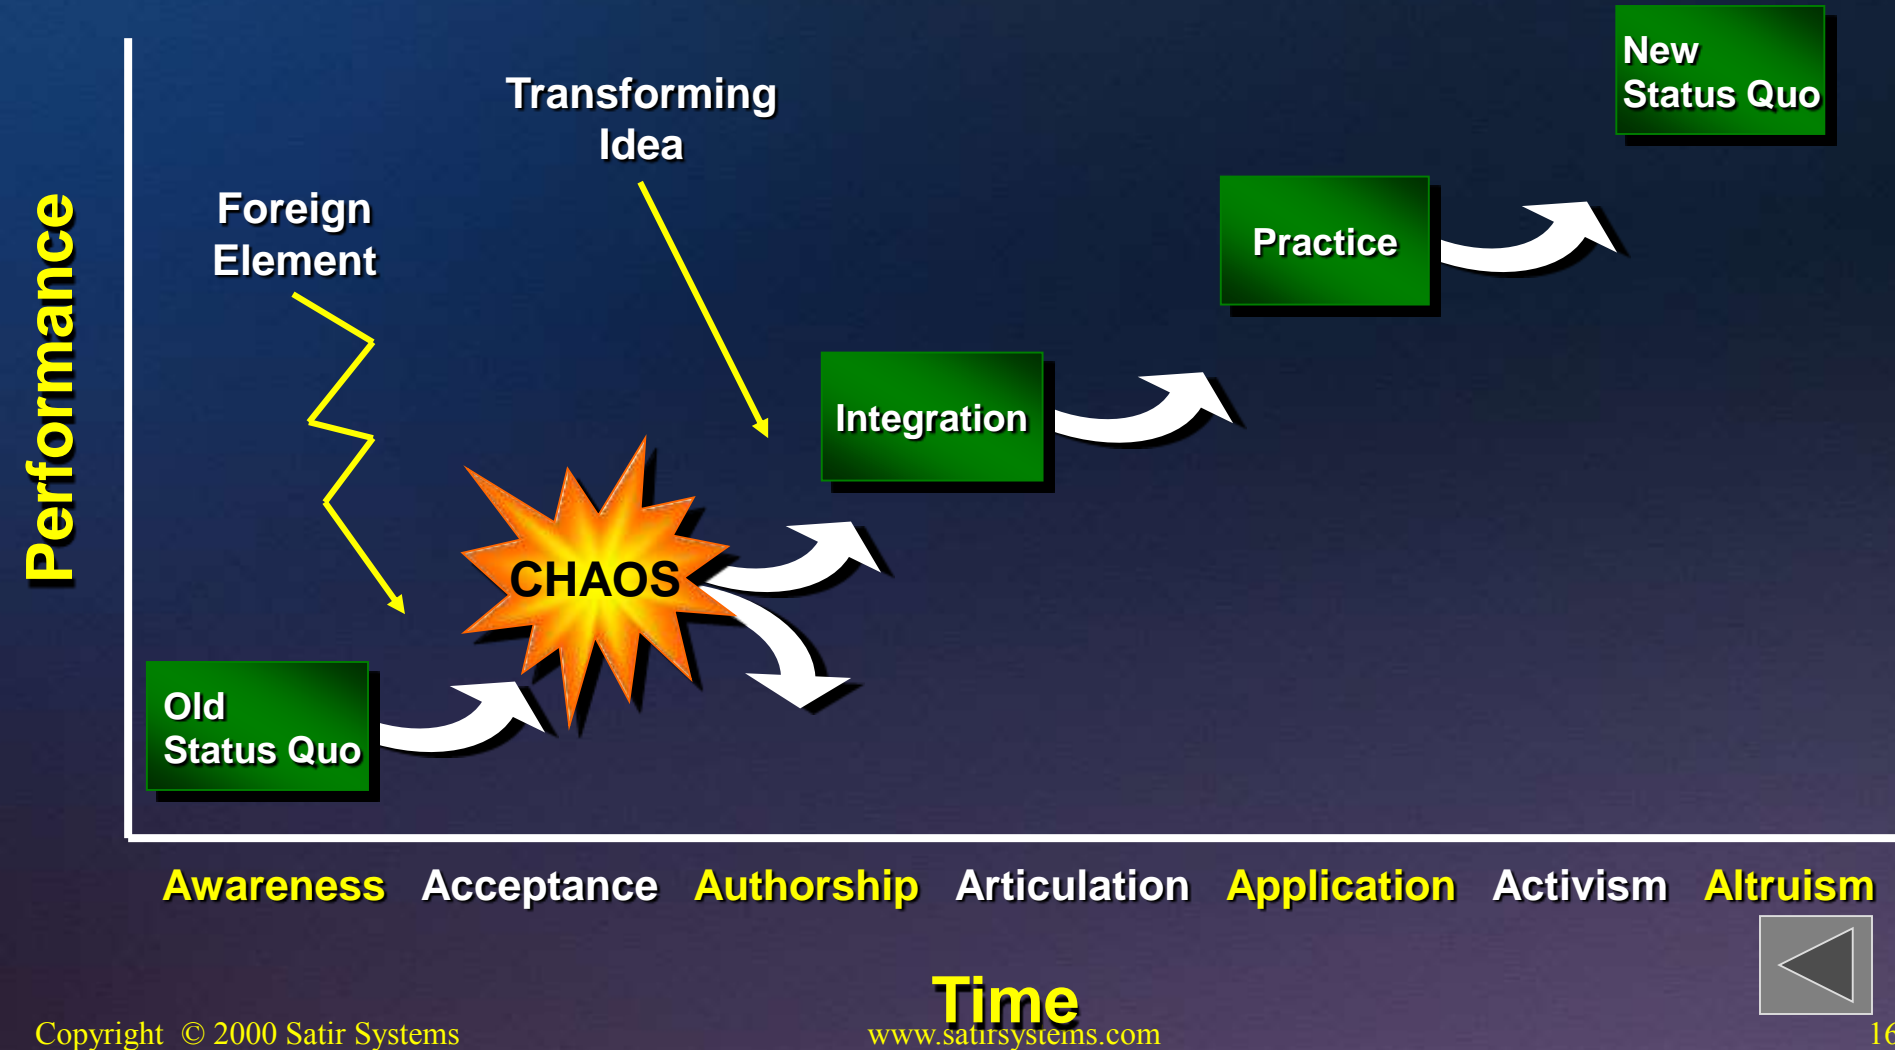 New
Status Quo
Transforming
Idea
Foreign
Element
Practice
Performance
Integration
CHAOS
Old
Status Quo
Awareness Acceptance Authorship Articulation Application Activism Altruism
Time
Copyright © 2000 Satir Systems www.satirsystems.com 16